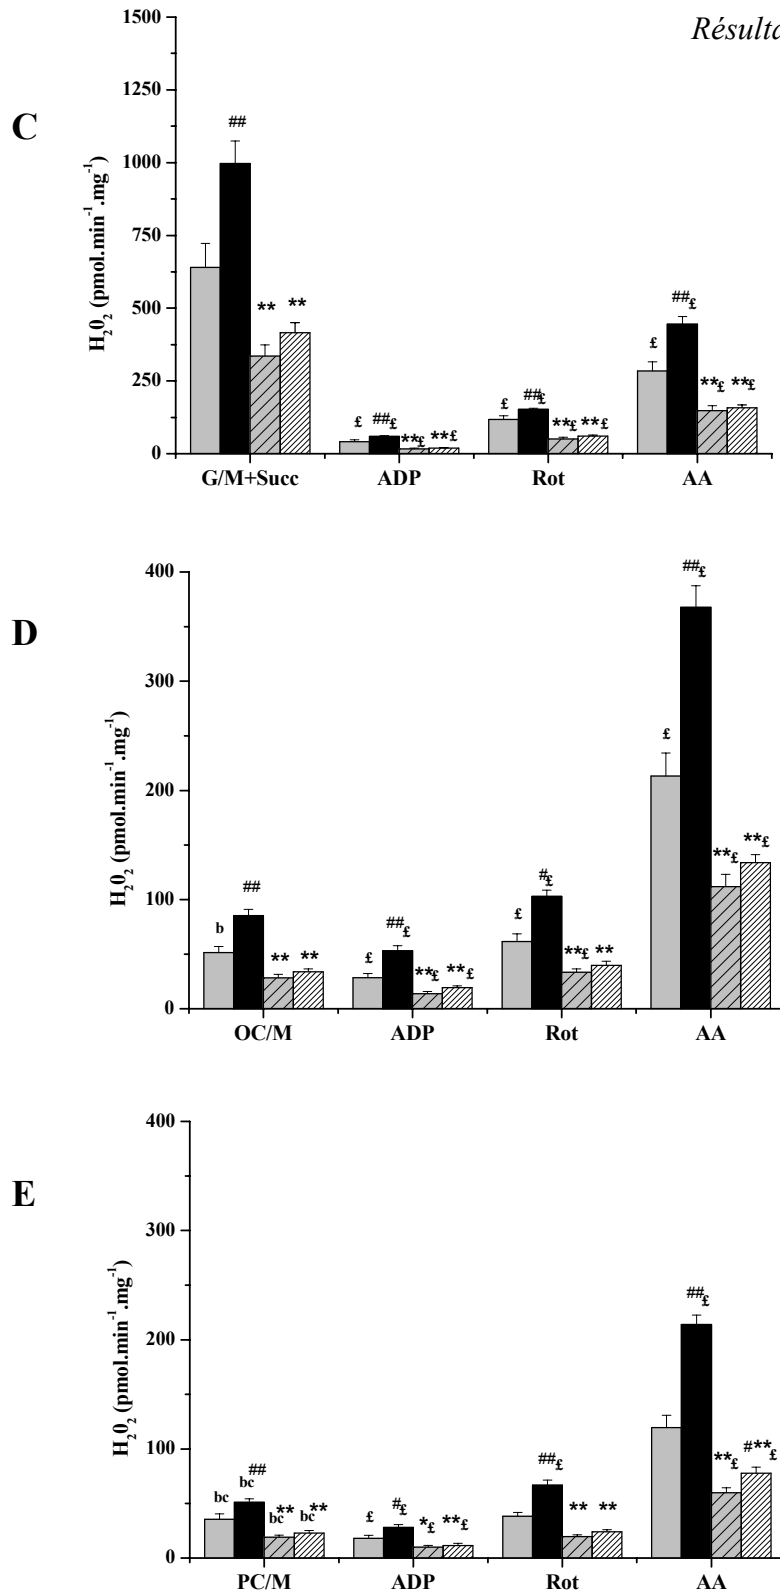 Résulta
C
1500
1250
1000
750
500
250
0
H₂0₂ (pmol.min⁻¹.mg⁻¹)
## ** **
£ ##£ **£ **£
£ ##£ **£ **£
£ ##£ **£ **£
G/M+Succ ADP Rot AA
D
400
300
200
100
0
H₂0₂ (pmol.min⁻¹.mg⁻¹)
b ## ** **
£ ##£ **£ **£
£ #£ **£ **
£ ##£ **£ **£
OC/M ADP Rot AA
E
400
300
200
100
0
H₂0₂ (pmol.min⁻¹.mg⁻¹)
bc ## bc ** bc ** bc
£ #£ *£ **£
##£ ** **
##£ **£ #**£
PC/M ADP Rot AA